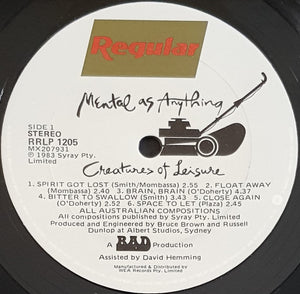 Regular
Mental as Anything
SIDE 1
STEREO
RRLP 1205
MX207931
℗ 1983 Syray Pty.
Limited
Creatures of Leisure
1. SPIRIT GOT LOST (Smith/Mombassa) 2.55 2. FLOAT AWAY
(Mombassa) 2.40 3. BRAIN, BRAIN (O'Doherty) 4.37
4. BITTER TO SWALLOW (Smith) 3.43 5. CLOSE AGAIN
(O'Doherty) 2.46 6. SPACE TO LET (Plaza) 2.45
ALL AUSTRALIAN COMPOSITIONS
All compositions published by Syray Pty. Limited
Produced and Engineered by Bruce Brown and Russell
Dunlop at Albert Studios, Sydney
A BAD Production
Assisted by David Hemming
Manufactured & Distributed by
WEA Records Pty. Limited